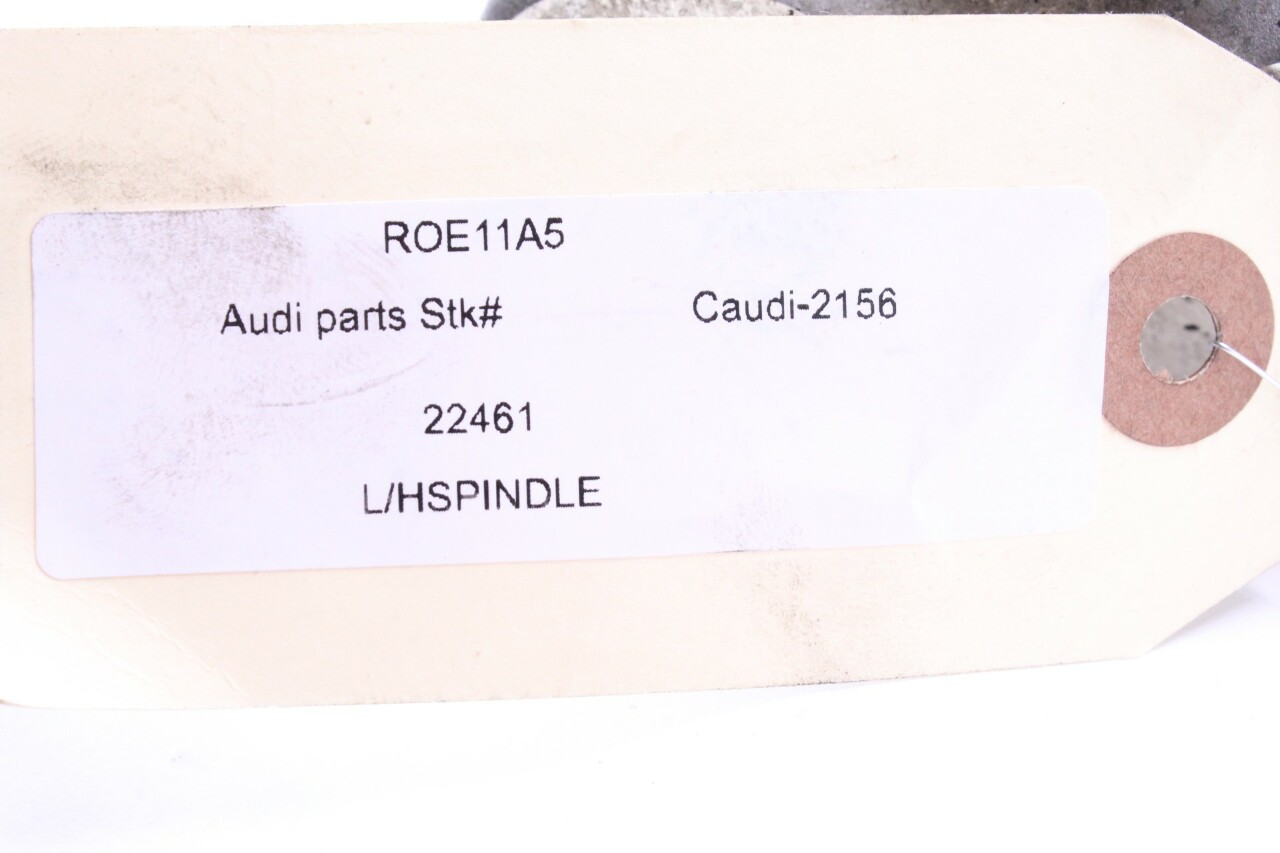 ROE11A5
Audi parts Stk# Caudi-2156
22461
L/HSPINDLE